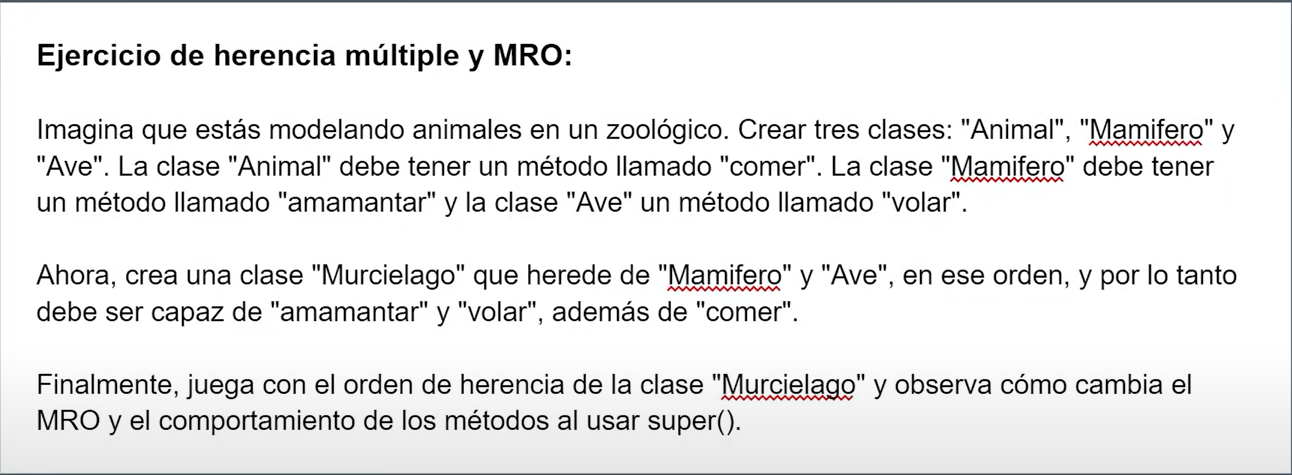 Ejercicio de herencia múltiple y MRO:
Imagina que estás modelando animales en un zoológico. Crear tres clases: "Animal", "Mamifero" y
"Ave". La clase "Animal" debe tener un método llamado "comer". La clase "Mamifero" debe tener
un método llamado "amamantar" y la clase "Ave" un método llamado "volar".
Ahora, crea una clase "Murcielago" que herede de "Mamifero" y "Ave", en ese orden, y por lo tanto
debe ser capaz de "amamantar" y "volar", además de "comer".
Finalmente, juega con el orden de herencia de la clase "Murcielago" y observa cómo cambia el
MRO y el comportamiento de los métodos al usar super().